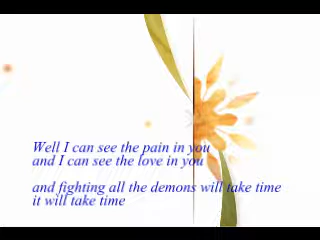 Well I can see the pain in you
and I can see the love in you
and fighting all the demons will take time
it will take time